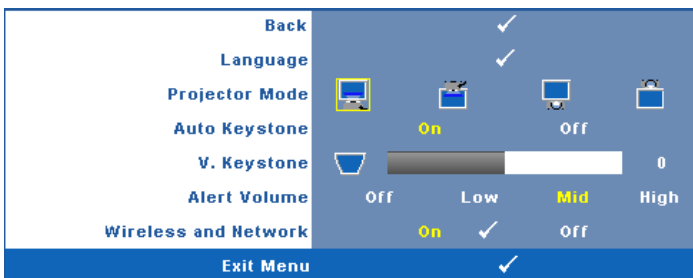 Back
Language
Projector Mode
Auto Keystone On Off
V. Keystone 0
Alert Volume Off Low Mid High
Wireless and Network On Off
Exit Menu